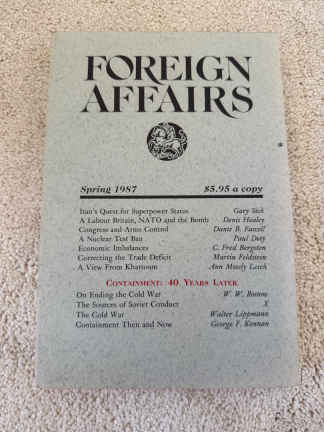 FOREIGN
AFFAIRS
Spring 1987 $5.95 a copy
Iran's Quest for Superpower Status Gary Sick
A Labour Britain, NATO and the Bomb Denis Healey
Congress and Arms Control Dante B. Fascell
A Nuclear Test Ban Paul Doty
Economic Imbalances C. Fred Bergsten
Correcting the Trade Deficit Martin Feldstein
A View From Khartoum Ann Mosely Lesch
CONTAINMENT: 40 YEARS LATER
On Ending the Cold War W. W. Rostow
The Sources of Soviet Conduct X
The Cold War Walter Lippmann
Containment Then and Now George F. Kennan